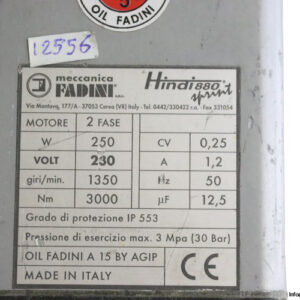 5
OIL FADINI
12556
meccanica
FADINI s.n.c.
Hindi 880
sprint
Via Mantova, 177/A - 37053 Cerea (VR) Italy - Tel. 0442/330422 r.a. - Fax 331054
MOTORE 2 FASE
W 250 CV 0,25
VOLT 230 A 1,2
giri/min. 1350 Hz 50
Nm 3000 µF 12,5
Grado di protezione IP 553
Pressione di esercizio max. 3 Mpa (30 Bar)
OIL FADINI A 15 BY AGIP
MADE IN ITALY
CE